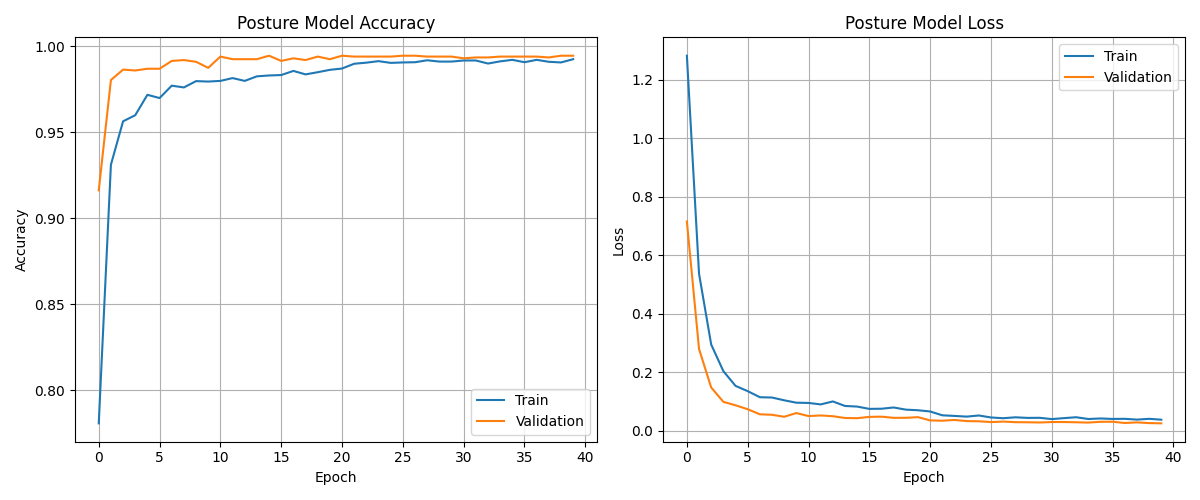 Posture Model Accuracy
1.00
0.95
0.90
0.85
0.80
Accuracy
0 5 10 15 20 25 30 35 40
Epoch
Train
Validation
Posture Model Loss
1.2
1.0
0.8
0.6
0.4
0.2
0.0
Loss
0 5 10 15 20 25 30 35 40
Epoch
Train
Validation